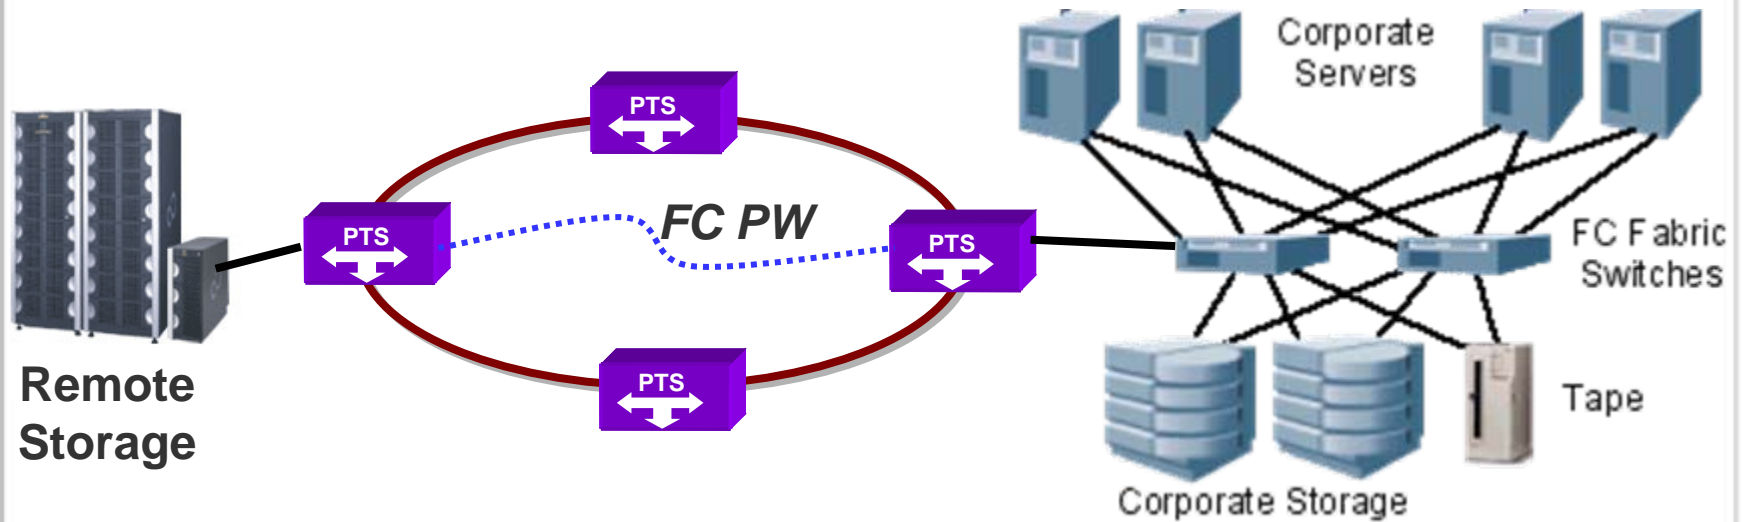 Corporate
Servers
PTS
FC PW
PTS
PTS
FC Fabric
Switches
PTS
Remote
Storage
Tape
Corporate Storage